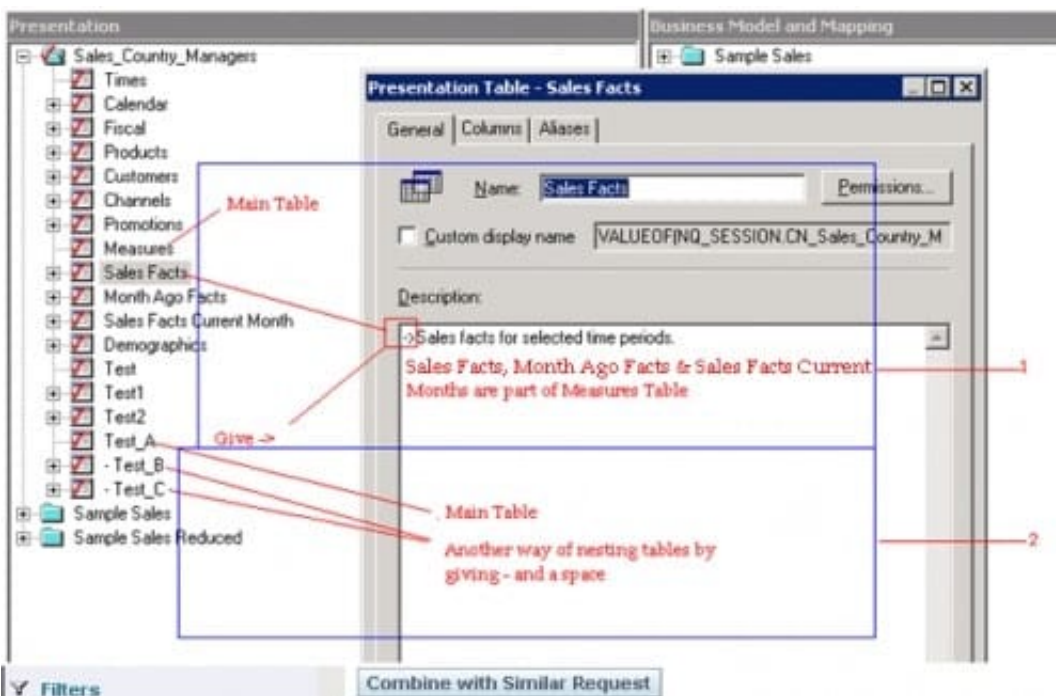 Presentation
Business Model and Mapping
Sales_Country_Managers
Sample Sales
Times
Calendar
Fiscal
Products
Customers
Channels
Promotions
Measures
Sales Facts
Month Ago Facts
Sales Facts Current Month
Demographics
Test
Test1
Test2
Test_A
- Test_B
- Test_C
Sample Sales
Sample Sales Reduced
Presentation Table - Sales Facts
General Columns Aliases
Name: Sales Facts Permissions...
Custom display name VALUEOF(NQ_SESSION.CN_Sales_Country_M
Description:
->Sales facts for selected time periods.
Main Table
Sales Facts, Month Ago Facts & Sales Facts Current
Months are part of Measures Table
1
Give ->
Main Table
Another way of nesting tables by
giving - and a space
2
Filters
Combine with Similar Request